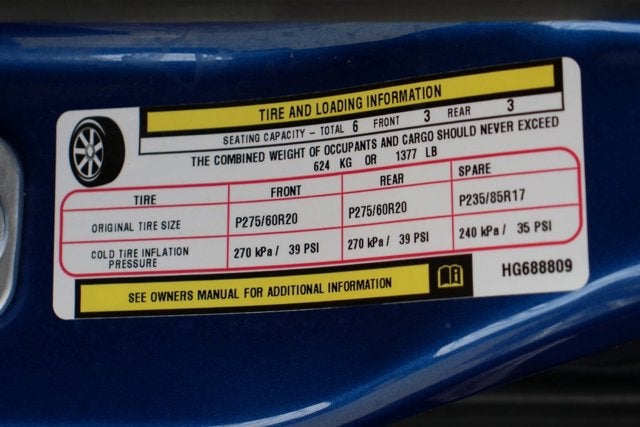 TIRE AND LOADING INFORMATION
SEATING CAPACITY – TOTAL 6 FRONT 3 REAR 3
THE COMBINED WEIGHT OF OCCUPANTS AND CARGO SHOULD NEVER EXCEED
624 KG OR 1377 LB
TIRE FRONT REAR SPARE
ORIGINAL TIRE SIZE P275/60R20 P275/60R20 P235/85R17
COLD TIRE INFLATION PRESSURE 270 kPa / 39 PSI 270 kPa / 39 PSI 240 kPa / 35 PSI
SEE OWNERS MANUAL FOR ADDITIONAL INFORMATION
HG688809